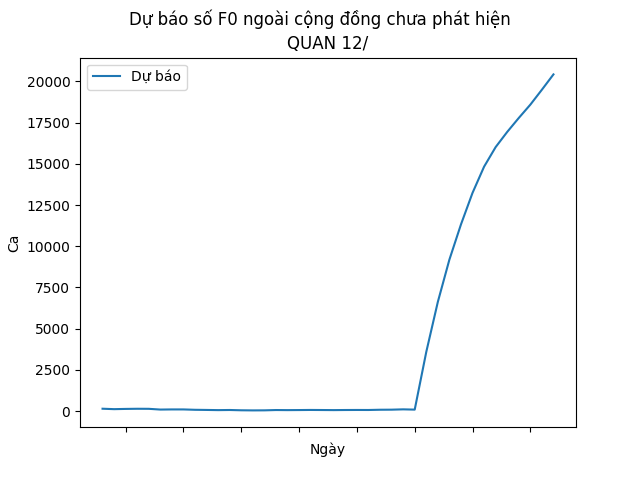 Dự báo số F0 ngoài cộng đồng chưa phát hiện
QUAN 12/
Dự báo
20000
17500
15000
12500
10000
7500
5000
2500
0
Ca
Ngày